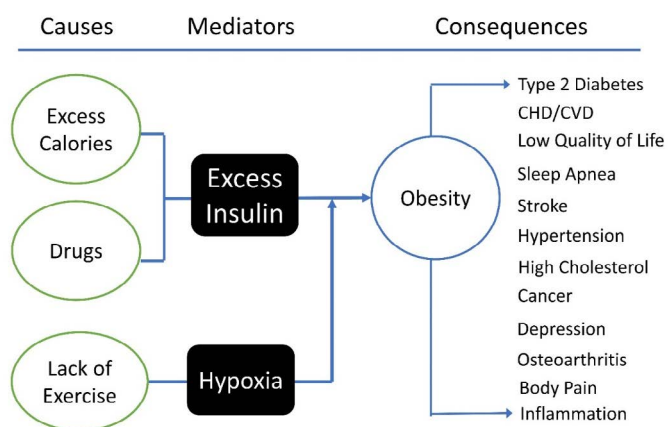 Causes
Mediators
Consequences
Excess
Calories
Drugs
Lack of
Exercise
Excess
Insulin
Hypoxia
Obesity
Type 2 Diabetes
CHD/CVD
Low Quality of Life
Sleep Apnea
Stroke
Hypertension
High Cholesterol
Cancer
Depression
Osteoarthritis
Body Pain
Inflammation